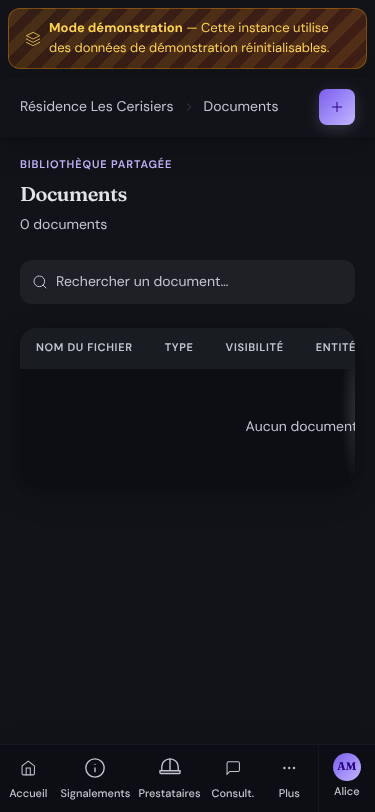 Mode démonstration — Cette instance utilise
des données de démonstration réinitialisables.
Résidence Les Cerisiers > Documents
+
BIBLIOTHÈQUE PARTAGÉE
Documents
0 documents
Rechercher un document...
NOM DU FICHIER TYPE VISIBILITÉ ENTITÉ
Aucun document
Accueil Signalements Prestataires Consult. Plus AM Alice